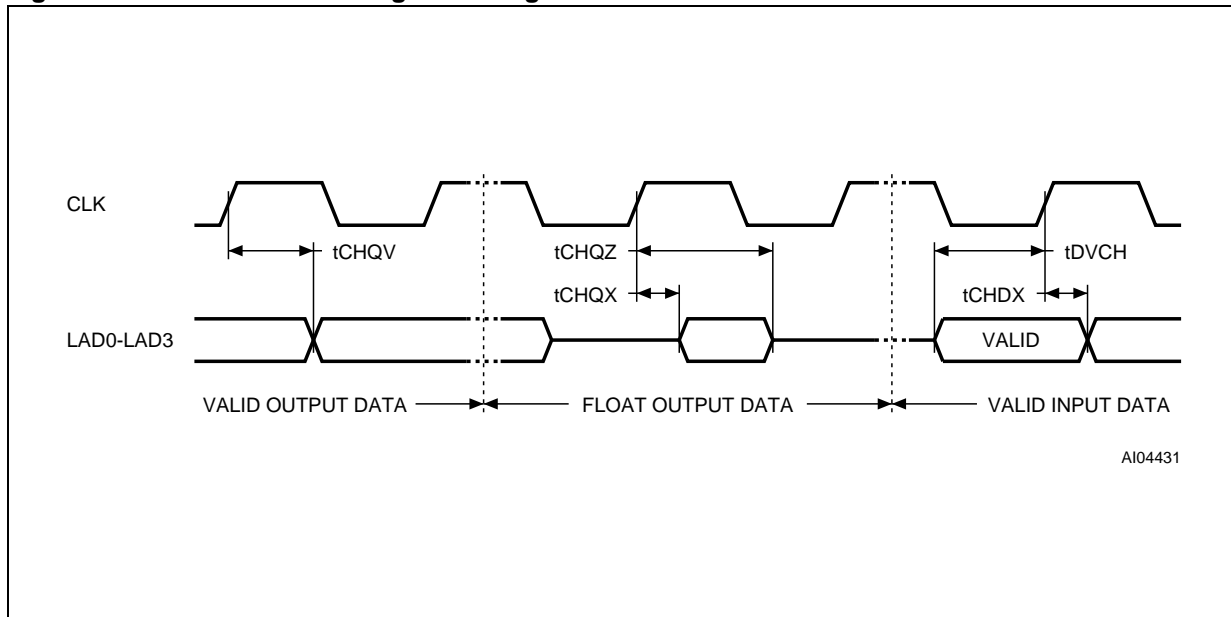 CLK
tCHQV
tCHQZ
tDVCH
tCHQX
tCHDX
LAD0-LAD3
VALID
VALID OUTPUT DATA
FLOAT OUTPUT DATA
VALID INPUT DATA
AI04431